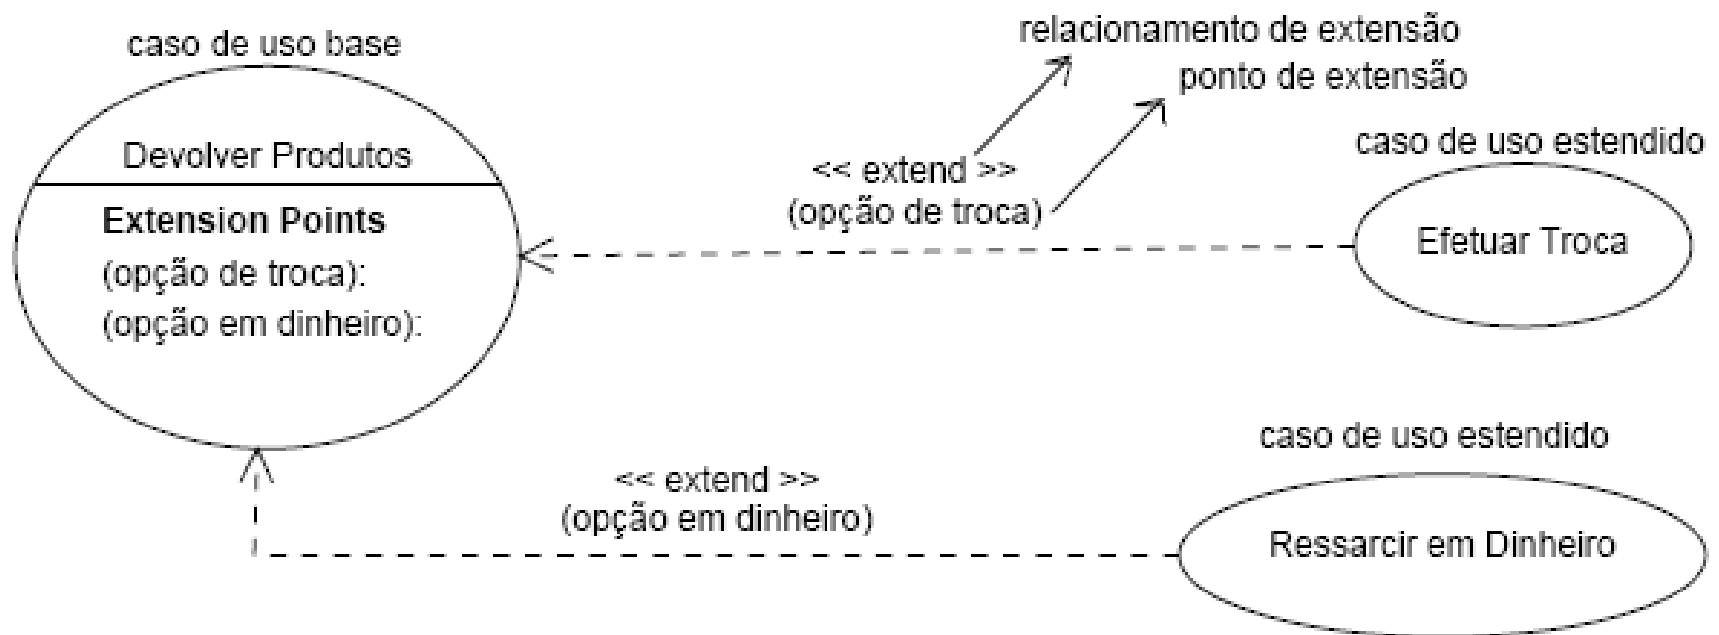 caso de uso base
Devolver Produtos
Extension Points
(opção de troca):
(opção em dinheiro):
relacionamento de extensão
ponto de extensão
<< extend >>
(opção de troca)
caso de uso estendido
Efetuar Troca
<< extend >>
(opção em dinheiro)
caso de uso estendido
Ressarcir em Dinheiro